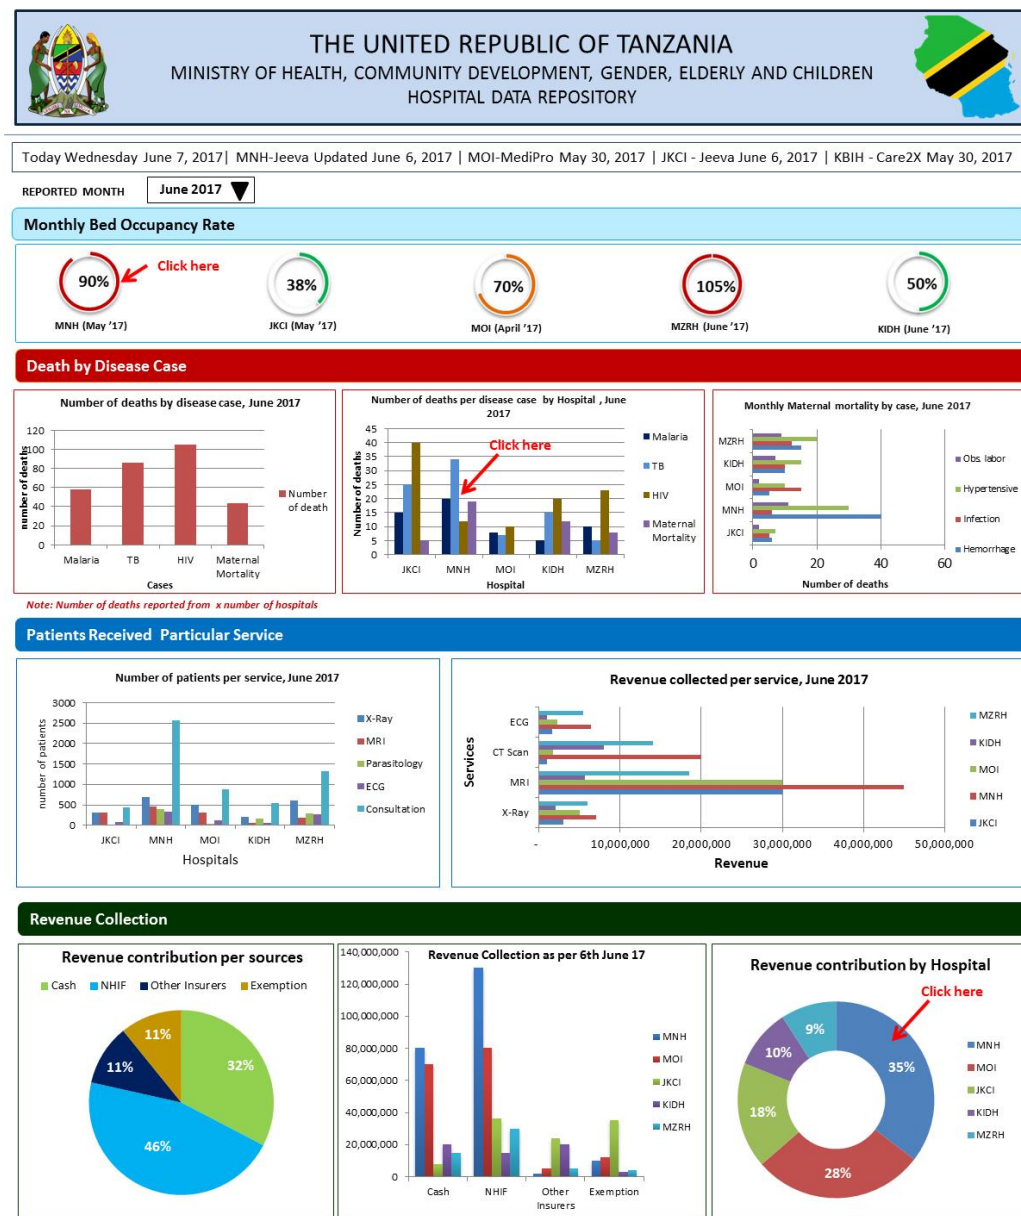 THE UNITED REPUBLIC OF TANZANIA
MINISTRY OF HEALTH, COMMUNITY DEVELOPMENT, GENDER, ELDERLY AND CHILDREN
HOSPITAL DATA REPOSITORY
Today Wednesday June 7, 2017| MNH-Jeeva Updated June 6, 2017 | MOI-MediPro May 30, 2017 | JKCI - Jeeva June 6, 2017 | KBIH - Care2X May 30, 2017
REPORTED MONTH
June 2017
Monthly Bed Occupancy Rate
90%
Click here
38%
70%
105%
50%
MNH (May '17)
JKCI (May '17)
MOI (April '17)
MZRH (June '17)
KIDH (June '17)
Death by Disease Case
Number of deaths by disease case, June 2017
number of deaths
120
100
80
60
40
20
0
Malaria
TB
HIV
Maternal
Mortality
Cases
Number
of death
Number of deaths per disease case by Hospital , June
2017
Number of deaths
45
40
35
30
25
20
15
10
5
0
Click here
JKCI
MNH
MOI
KIDH
MZRH
Hospital
Malaria
TB
HIV
Maternal
Mortality
Monthly Maternal mortality by case, June 2017
MZRH
KIDH
MOI
MNH
JKCI
0
20
40
60
Number of deaths
Obs. labor
Hypertensive
Infection
Hemorrhage
Note: Number of deaths reported from x number of hospitals
Patients Received Particular Service
Number of patients per service, June 2017
number of patients
3000
2500
2000
1500
1000
500
0
JKCI
MNH
MOI
KIDH
MZRH
Hospitals
X-Ray
MRI
Parasitology
ECG
Consultation
Revenue collected per service, June 2017
Services
ECG
CT Scan
MRI
X-Ray
-
10,000,000
20,000,000
30,000,000
40,000,000
50,000,000
Revenue
MZRH
KIDH
MOI
MNH
JKCI
Revenue Collection
Revenue contribution per sources
Cash
NHIF
Other Insurers
Exemption
11%
32%
11%
46%
Revenue Collection as per 6th June 17
140,000,000
120,000,000
100,000,000
80,000,000
60,000,000
40,000,000
20,000,000
0
Cash
NHIF
Other
Insurers
Exemption
MNH
MOI
JKCI
KIDH
MZRH
Revenue contribution by Hospital
Click here
9%
10%
35%
18%
28%
MNH
MOI
JKCI
KIDH
MZRH